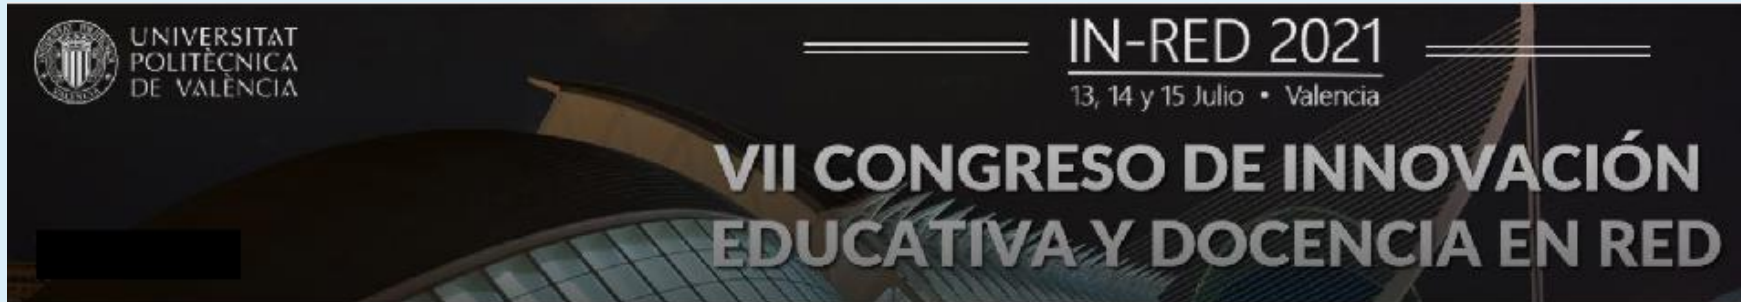 UNIVERSITAT
POLITÈCNICA
DE VALÈNCIA
IN-RED 2021
13, 14 y 15 Julio • Valencia
VII CONGRESO DE INNOVACIÓN
EDUCATIVA Y DOCENCIA EN RED